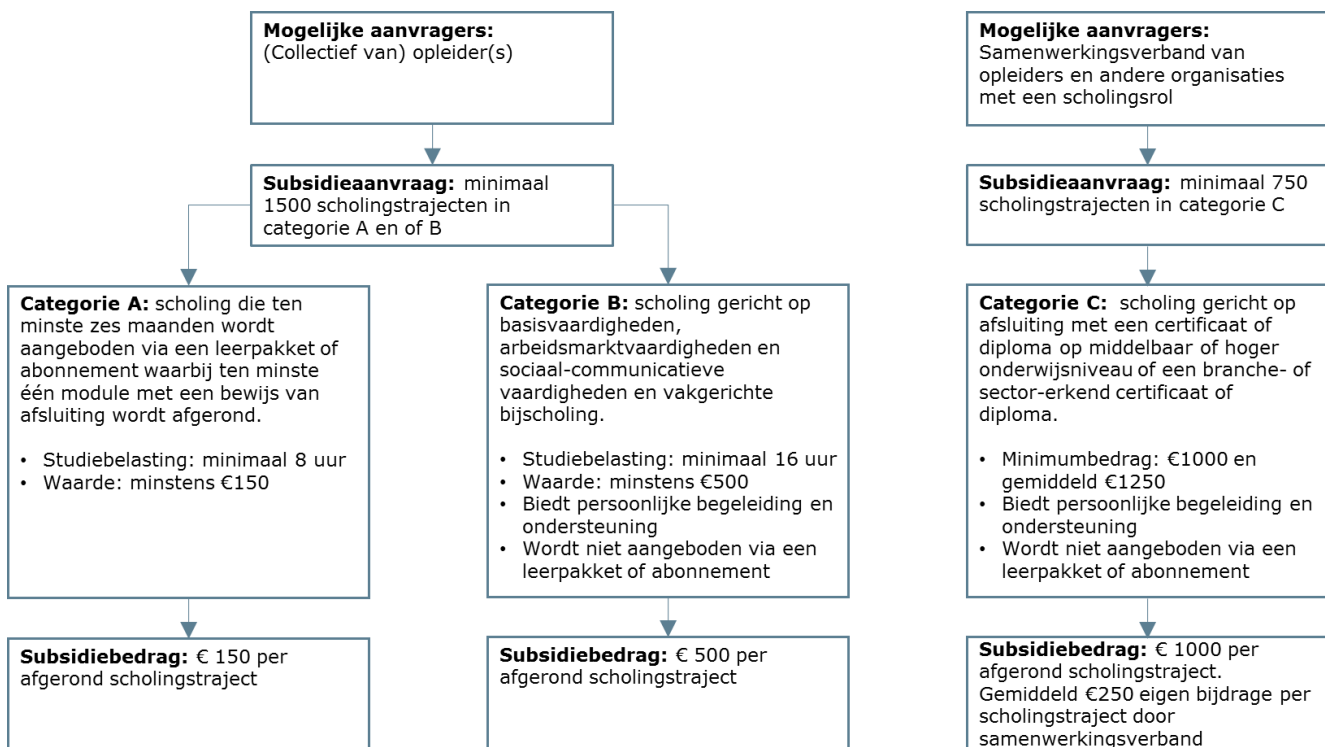 Mogelijke aanvragers:
(Collectief van) opleider(s)
Mogelijke aanvragers:
Samenwerkingsverband van
opleiders en andere organisaties
met een scholingsrol
Subsidieaanvraag: minimaal
1500 scholingstrajecten in
categorie A en of B
Subsidieaanvraag: minimaal 750
scholingstrajecten in categorie C
Categorie A: scholing die ten
minste zes maanden wordt
aangeboden via een leerpakket of
abonnement waarbij ten minste
één module met een bewijs van
afsluiting wordt afgerond.
• Studiebelasting: minimaal 8 uur
• Waarde: minstens €150
Categorie B: scholing gericht op
basisvaardigheden,
arbeidsmarktvaardigheden en
sociaal-communicatieve
vaardigheden en vakgerichte
bijscholing.
• Studiebelasting: minimaal 16 uur
• Waarde: minstens €500
• Biedt persoonlijke begeleiding en
ondersteuning
• Wordt niet aangeboden via een
leerpakket of abonnement
Categorie C: scholing gericht op
afsluiting met een certificaat of
diploma op middelbaar of hoger
onderwijsniveau of een branche- of
sector-erkend certificaat of
diploma.
• Minimumbedrag: €1000 en
gemiddeld €1250
• Biedt persoonlijke begeleiding en
ondersteuning
• Wordt niet aangeboden via een
leerpakket of abonnement
Subsidiebedrag: € 150 per
afgerond scholingstraject
Subsidiebedrag: € 500 per
afgerond scholingstraject
Subsidiebedrag: € 1000 per
afgerond scholingstraject.
Gemiddeld €250 eigen bijdrage per
scholingstraject door
samenwerkingsverband